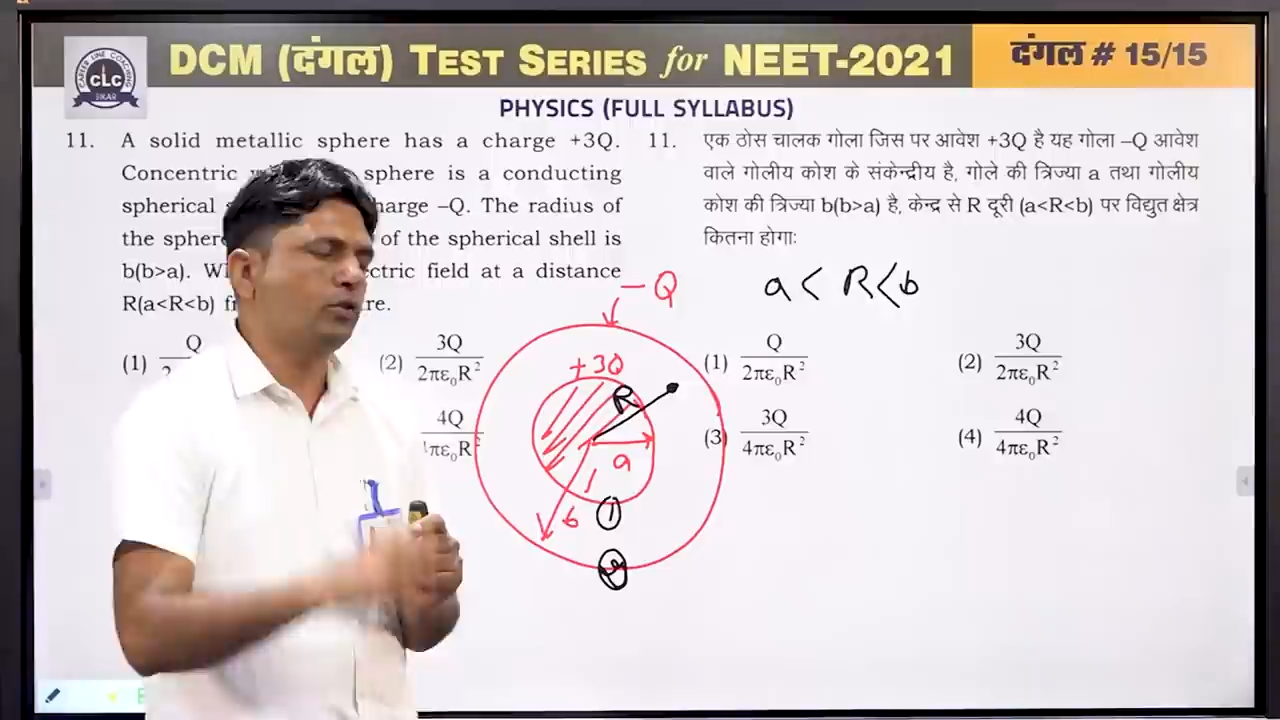 DCM (दंगल) TEST SERIES for NEET-2021
दंगल # 15/15
CLC
SIKAR
PHYSICS (FULL SYLLABUS)
11. A solid metallic sphere has a charge +3Q.
Concentric sphere is a conducting
spherical charge –Q. The radius of
the sphere of the spherical shell is
b(b>a). electric field at a distance
R(a<R<b)
(1) Q
(2) 3Q / 2πε₀R²
4Q / 4πε₀R²
11. एक ठोस चालक गोला जिस पर आवेश +3Q है यह गोला –Q आवेश
वाले गोलीय कोश के संकेन्द्रीय है, गोले की त्रिज्या a तथा गोलीय
कोश की त्रिज्या b(b>a) है, केन्द्र से R दूरी (a<R<b) पर विद्युत क्षेत्र
कितना होगाः
a < R < b
(1) Q / 2πε₀R²
(2) 3Q / 2πε₀R²
(3) 3Q / 4πε₀R²
(4) 4Q / 4πε₀R²
– Q
+3Q
R
a
b
1
2